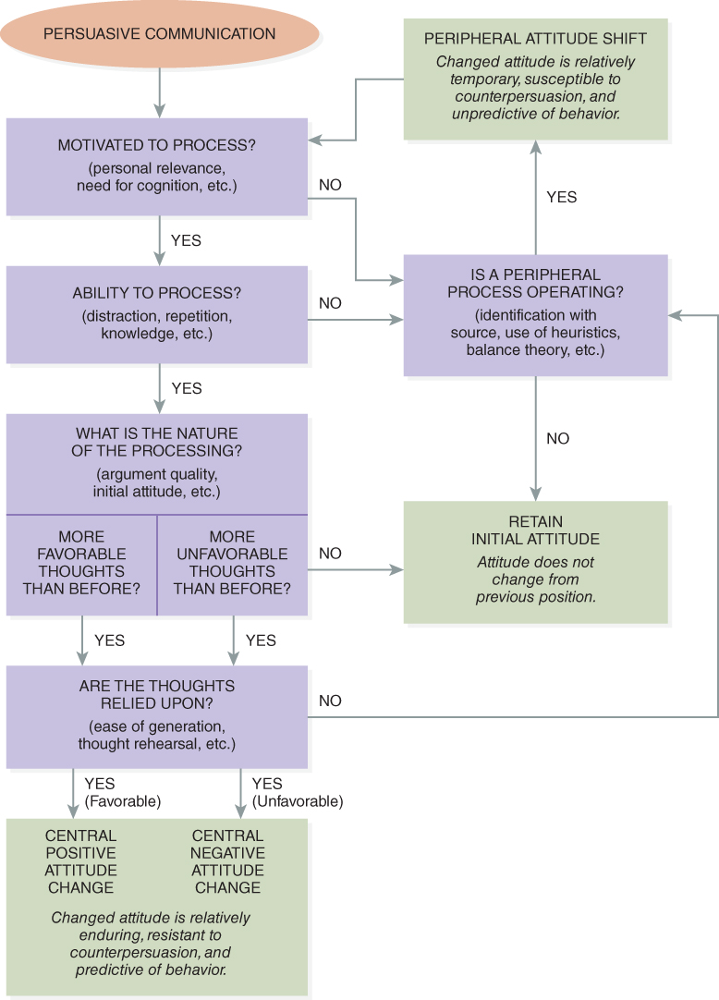 PERSUASIVE COMMUNICATION
PERIPHERAL ATTITUDE SHIFT
Changed attitude is relatively
temporary, susceptible to
counterpersuasion, and
unpredictive of behavior.
MOTIVATED TO PROCESS?
(personal relevance,
need for cognition, etc.)
NO
YES
YES
IS A PERIPHERAL
PROCESS OPERATING?
(identification with
source, use of heuristics,
balance theory, etc.)
ABILITY TO PROCESS?
(distraction, repetition,
knowledge, etc.)
NO
YES
NO
WHAT IS THE NATURE
OF THE PROCESSING?
(argument quality,
initial attitude, etc.)
MORE
FAVORABLE
THOUGHTS
THAN BEFORE?
MORE
UNFAVORABLE
THOUGHTS
THAN BEFORE?
NO
RETAIN
INITIAL ATTITUDE
Attitude does not
change from
previous position.
YES
YES
ARE THE THOUGHTS
RELIED UPON?
(ease of generation,
thought rehearsal, etc.)
NO
YES
(Favorable)
YES
(Unfavorable)
CENTRAL
POSITIVE
ATTITUDE
CHANGE
CENTRAL
NEGATIVE
ATTITUDE
CHANGE
Changed attitude is relatively
enduring, resistant to
counterpersuasion, and
predictive of behavior.